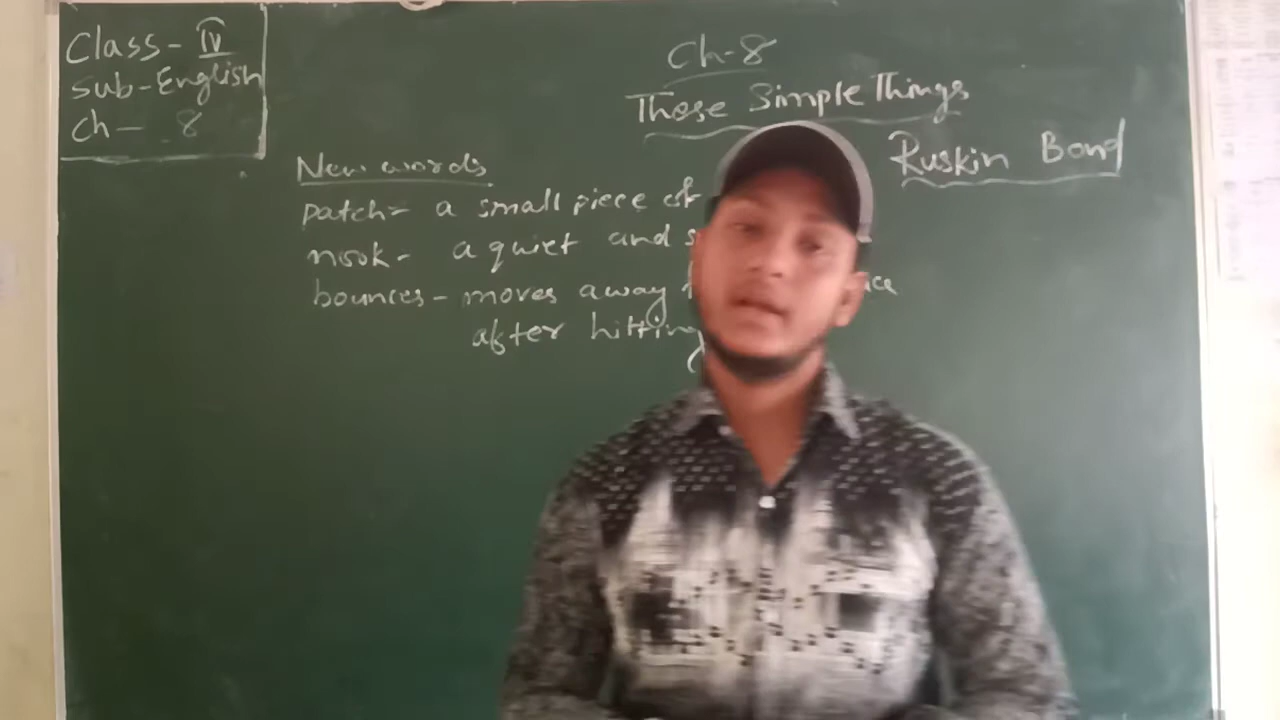 Class - IV
Sub - English
Ch - 8
Ch-8
These Simple Things
Ruskin Bond
New words
patch - a small piece of
nook - a quiet and
bounces - moves away
after hitting